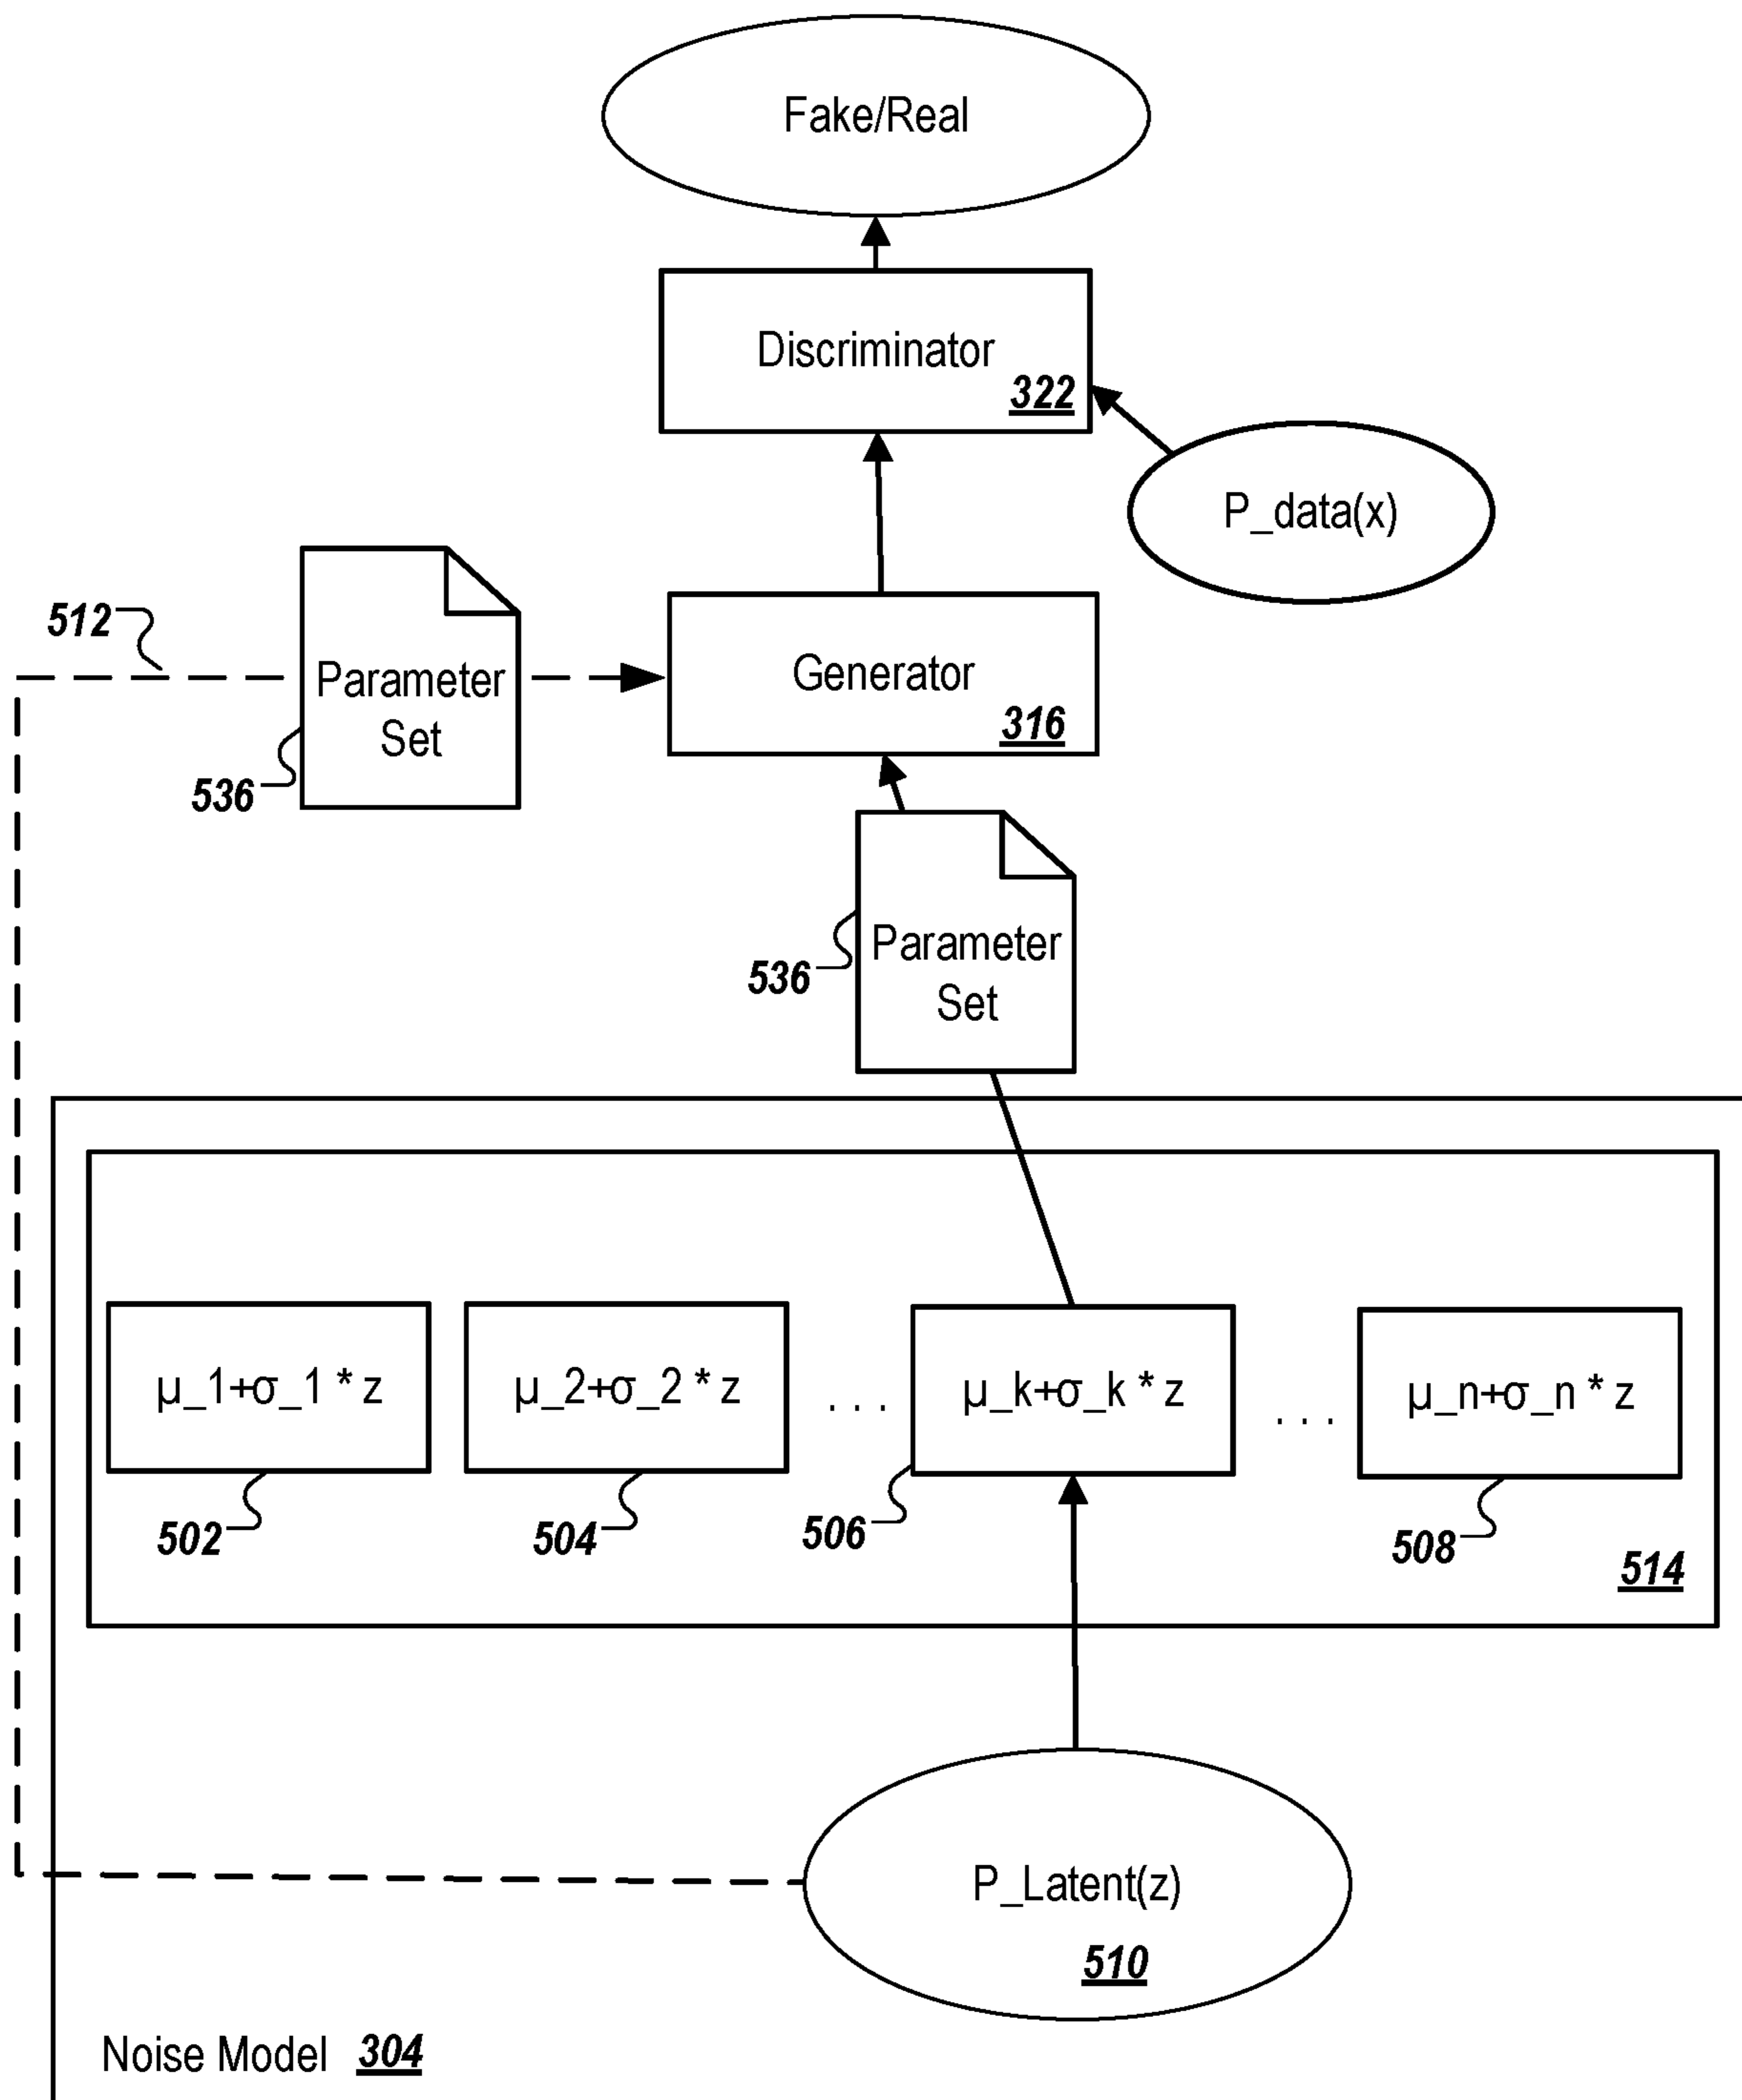 Fake/Real
Discriminator
322
P_data(x)
512
Parameter
Set
536
Generator
316
Parameter
Set
536
μ_1+σ_1 * z
μ_2+σ_2 * z
. . .
μ_k+σ_k * z
. . .
μ_n+σ_n * z
502
504
506
508
514
P_Latent(z)
510
Noise Model 304